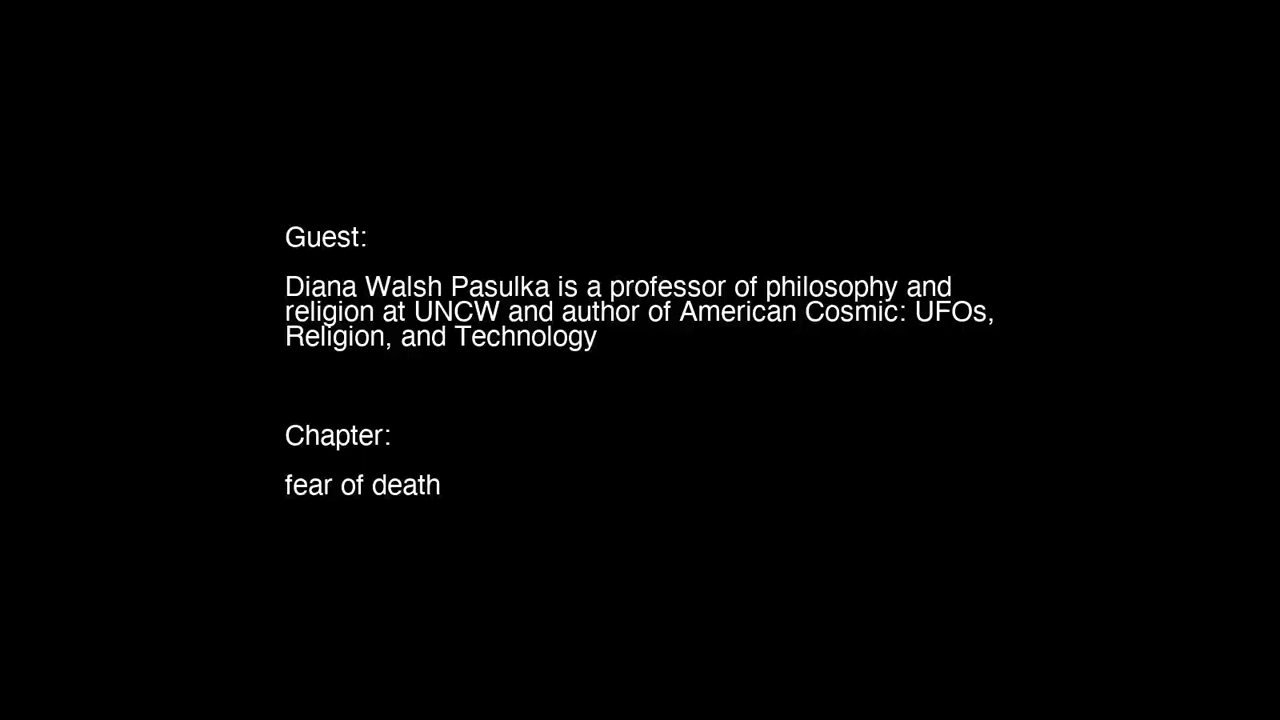 Guest:
Diana Walsh Pasulka is a professor of philosophy and
religion at UNCW and author of American Cosmic: UFOs,
Religion, and Technology
Chapter:
fear of death